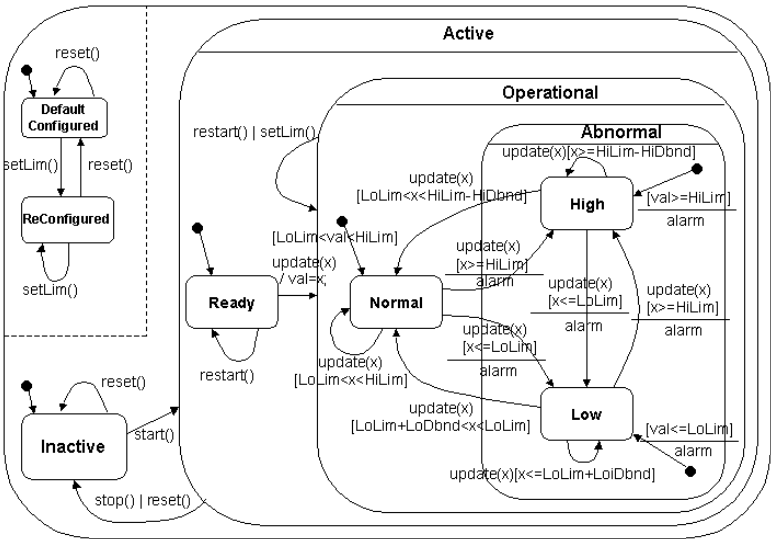 Active
reset()
Default
Configured
setLim()
reset()
ReConfigured
setLim()
Operational
restart() | setLim()
Abnormal
update(x)[x>=HiLim-HiDbnd]
update(x)
[LoLim<x<HiLim-HiDbnd]
High
[val>=HiLim]
alarm
[LoLim<val<HiLim]
update(x)
/ val=x;
update(x)
[x>=HiLim]
alarm
update(x)
[x<=LoLim]
alarm
update(x)
[x>=HiLim]
alarm
Ready
Normal
restart()
update(x)
[LoLim<x<HiLim]
update(x)
[x<=LoLim]
alarm
reset()
Inactive
start()
stop() | reset()
update(x)
[LoLim+LoDbnd<x<LoLim]
Low
[val<=LoLim]
alarm
update(x)[x<=LoLim+LoiDbnd]